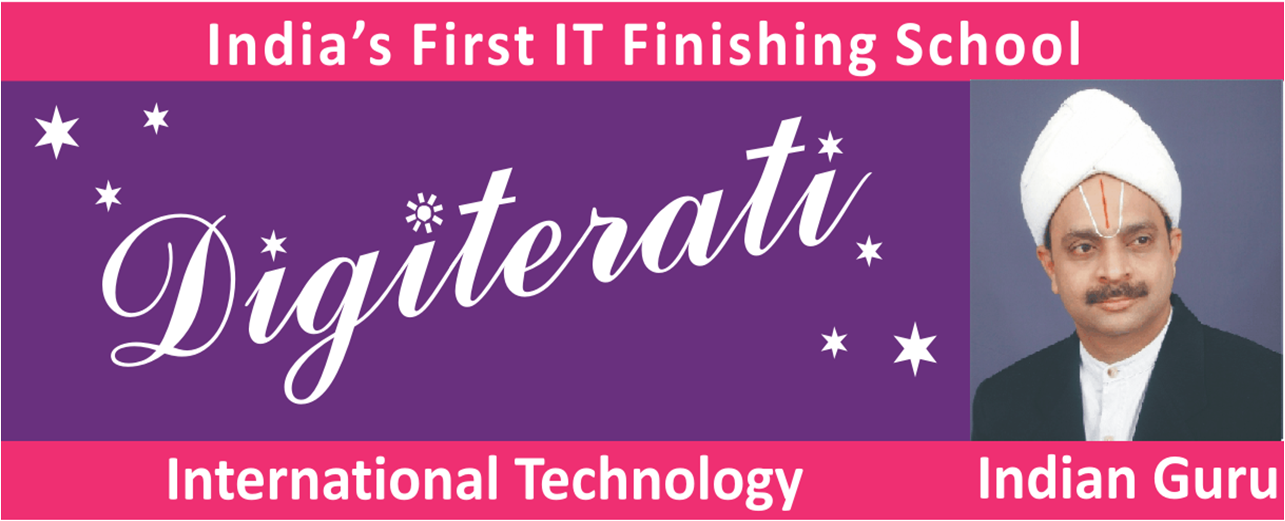 India’s First IT Finishing School
Digiterati
International Technology
Indian Guru